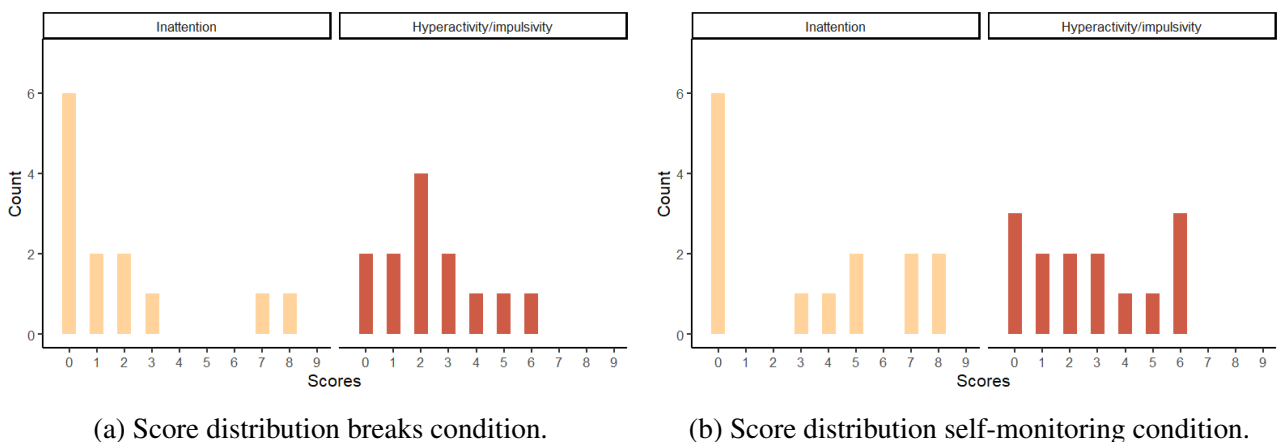 Inattention
Hyperactivity/impulsivity
Count
6
4
2
0
0 1 2 3 4 5 6 7 8 9
0 1 2 3 4 5 6 7 8 9
Scores
(a) Score distribution breaks condition.
Inattention
Hyperactivity/impulsivity
Count
6
4
2
0
0 1 2 3 4 5 6 7 8 9
0 1 2 3 4 5 6 7 8 9
Scores
(b) Score distribution self-monitoring condition.